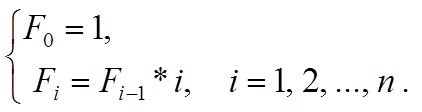 F₀ = 1,
Fᵢ = Fᵢ₋₁ * i, i = 1, 2, ..., n .